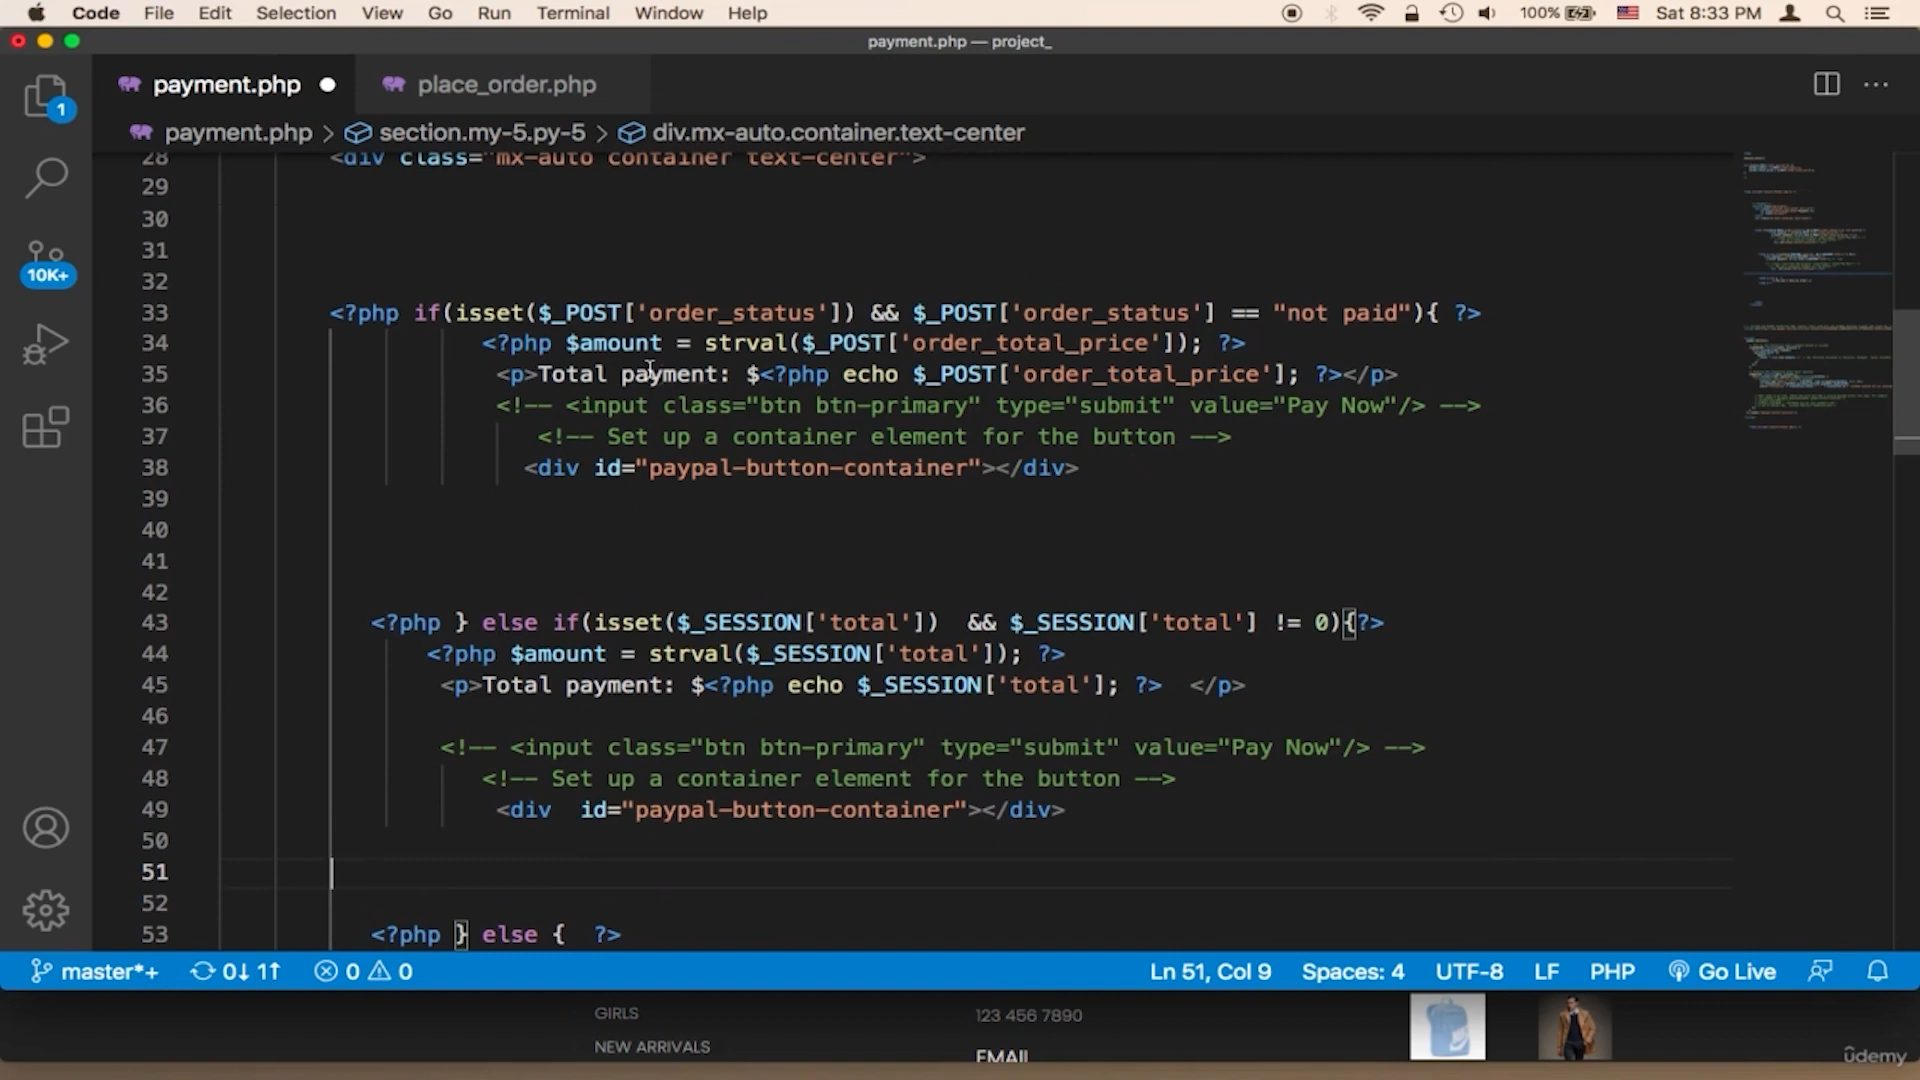 Code File Edit Selection View Go Run Terminal Window Help 100% Sat 8:33 PM
payment.php — project_
payment.php place_order.php
payment.php > section.my-5.py-5 > div.mx-auto.container.text-center
1
10K+
28 <div class="mx-auto container text-center">
29
30
31
32
33 <?php if(isset($_POST['order_status']) && $_POST['order_status'] == "not paid"){ ?>
34 <?php $amount = strval($_POST['order_total_price']); ?>
35 <p>Total payment: $<?php echo $_POST['order_total_price']; ?></p>
36 <!-- <input class="btn btn-primary" type="submit" value="Pay Now"/> -->
37 <!-- Set up a container element for the button -->
38 <div id="paypal-button-container"></div>
39
40
41
42
43 <?php } else if(isset($_SESSION['total']) && $_SESSION['total'] != 0){?>
44 <?php $amount = strval($_SESSION['total']); ?>
45 <p>Total payment: $<?php echo $_SESSION['total']; ?> </p>
46
47 <!-- <input class="btn btn-primary" type="submit" value="Pay Now"/> -->
48 <!-- Set up a container element for the button -->
49 <div id="paypal-button-container"></div>
50
51
52
53 <?php } else { ?>
master*+ 0↓ 1↑ 0 0 Ln 51, Col 9 Spaces: 4 UTF-8 LF PHP Go Live
GIRLS 123 456 7890
NEW ARRIVALS EMAIL
udemy